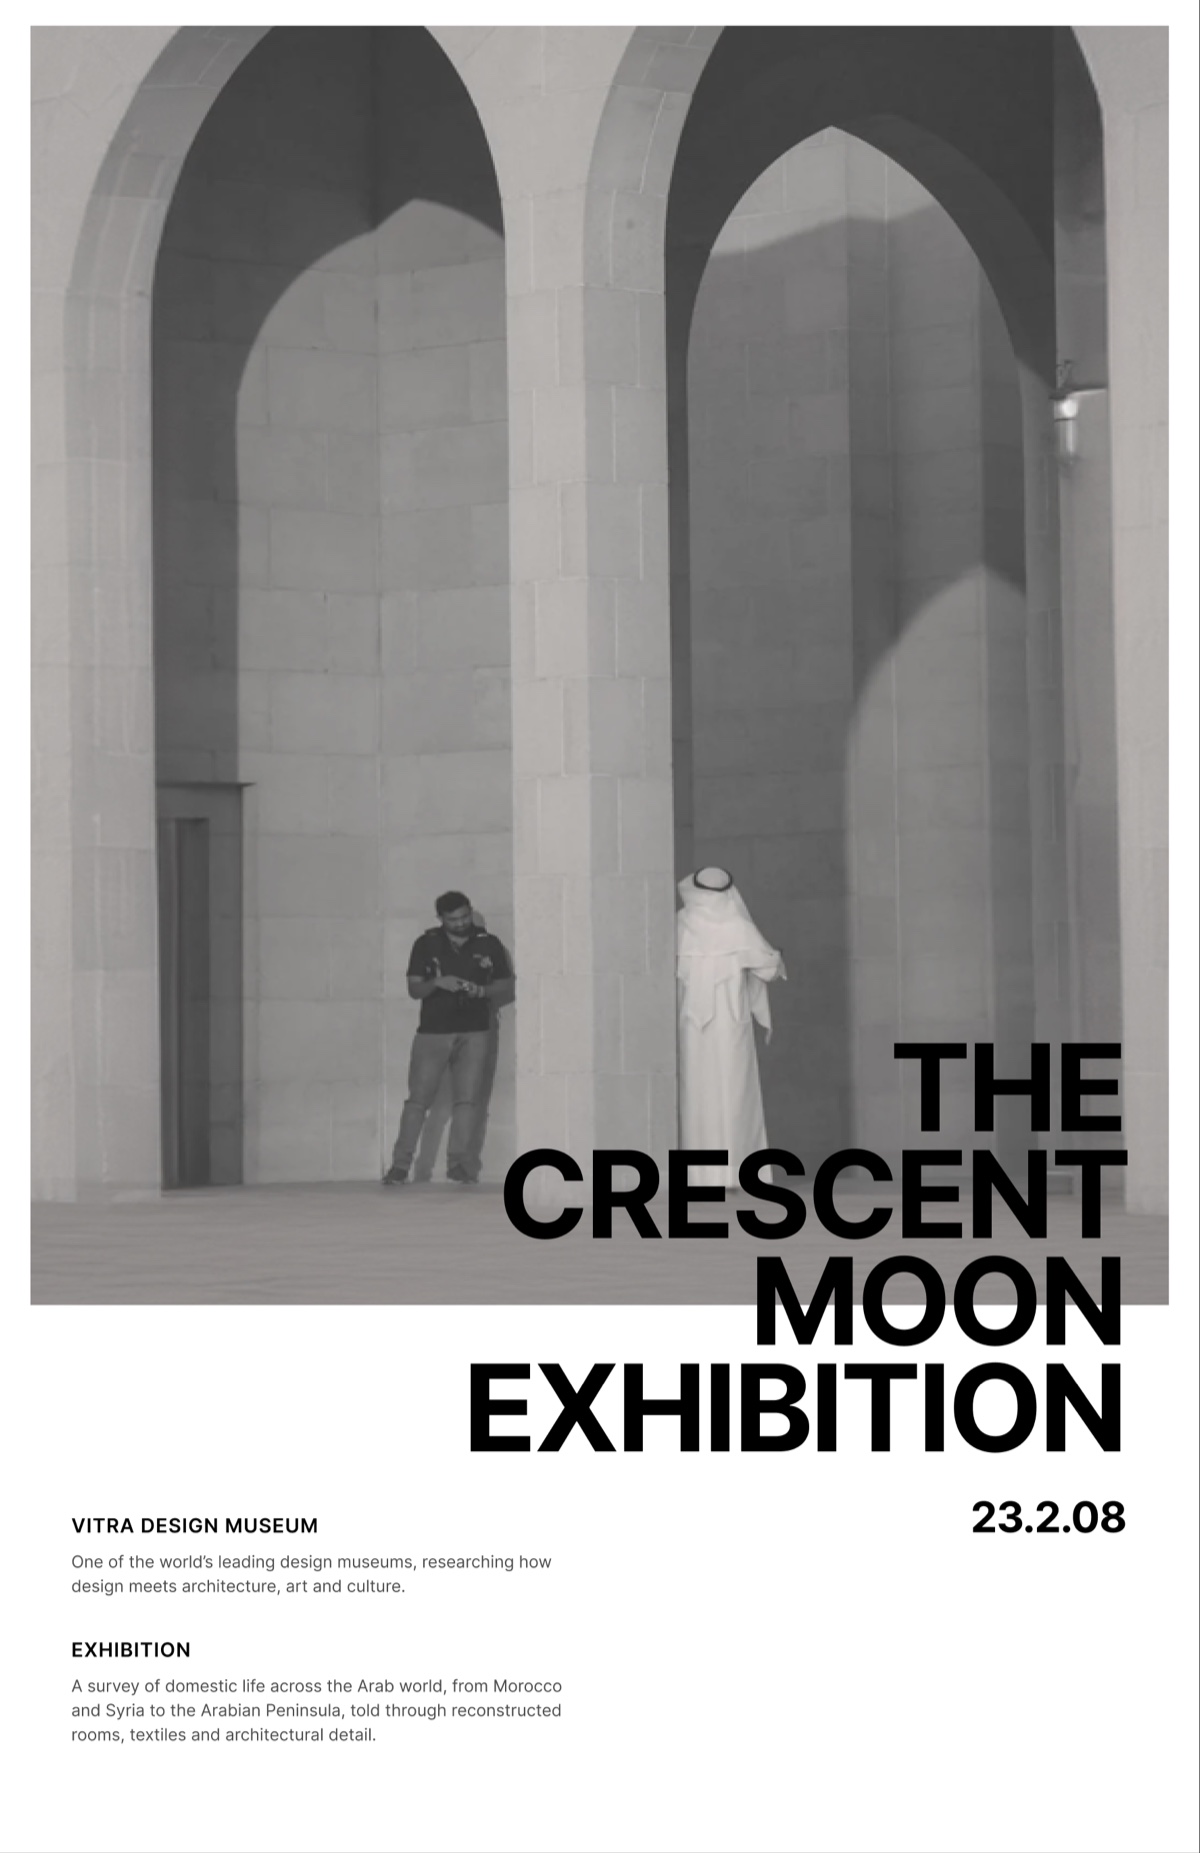 THE
CRESCENT
MOON
EXHIBITION
23.2.08
VITRA DESIGN MUSEUM
One of the world’s leading design museums, researching how
design meets architecture, art and culture.
EXHIBITION
A survey of domestic life across the Arab world, from Morocco
and Syria to the Arabian Peninsula, told through reconstructed
rooms, textiles and architectural detail.